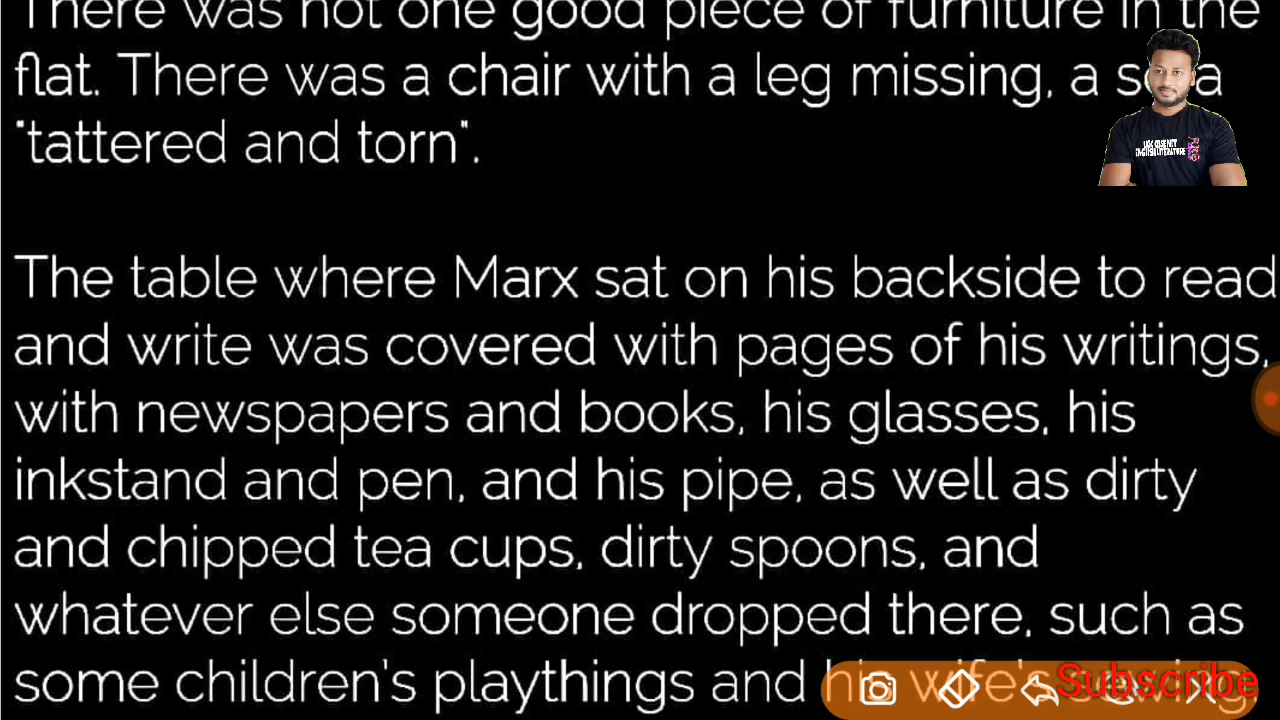 There was not one good piece of furniture in the
flat. There was a chair with a leg missing, a
"tattered and torn".
The table where Marx sat on his backside to read
and write was covered with pages of his writings,
with newspapers and books, his glasses, his
inkstand and pen, and his pipe, as well as dirty
and chipped tea cups, dirty spoons, and
whatever else someone dropped there, such as
some children's playthings and his wife's
Subscribe